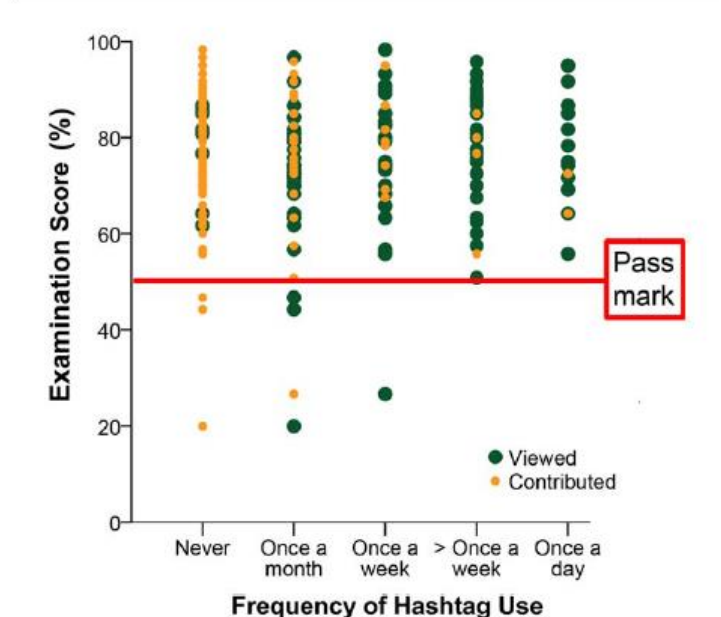 100
80
60
40
20
0
Examination Score (%)
Pass
mark
Viewed
Contributed
Never
Once a
month
Once a
week
> Once a
week
Once a
day
Frequency of Hashtag Use